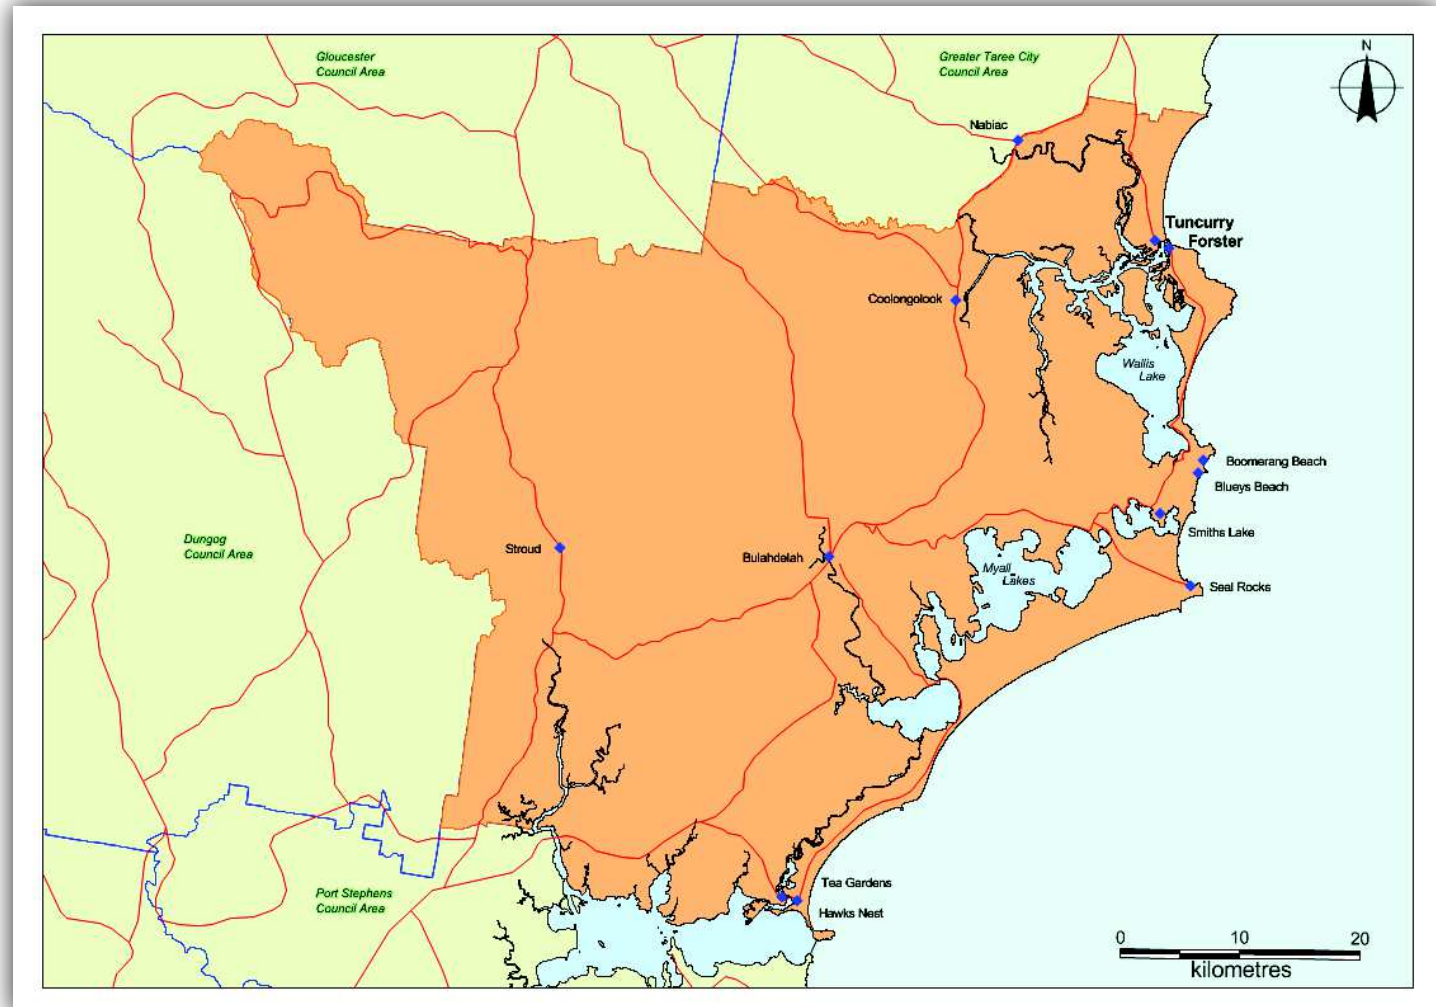 Gloucester
Council Area
Greater Taree City
Council Area
N
Nabiac
Tuncurry
Forster
Coolongolook
Wallis
Lake
Boomerang Beach
Blueys Beach
Smiths Lake
Dungog
Council Area
Stroud
Bulahdelah
Myall
Lakes
Seal Rocks
Port Stephens
Council Area
Tea Gardens
Hawks Nest
0 10 20
kilometres